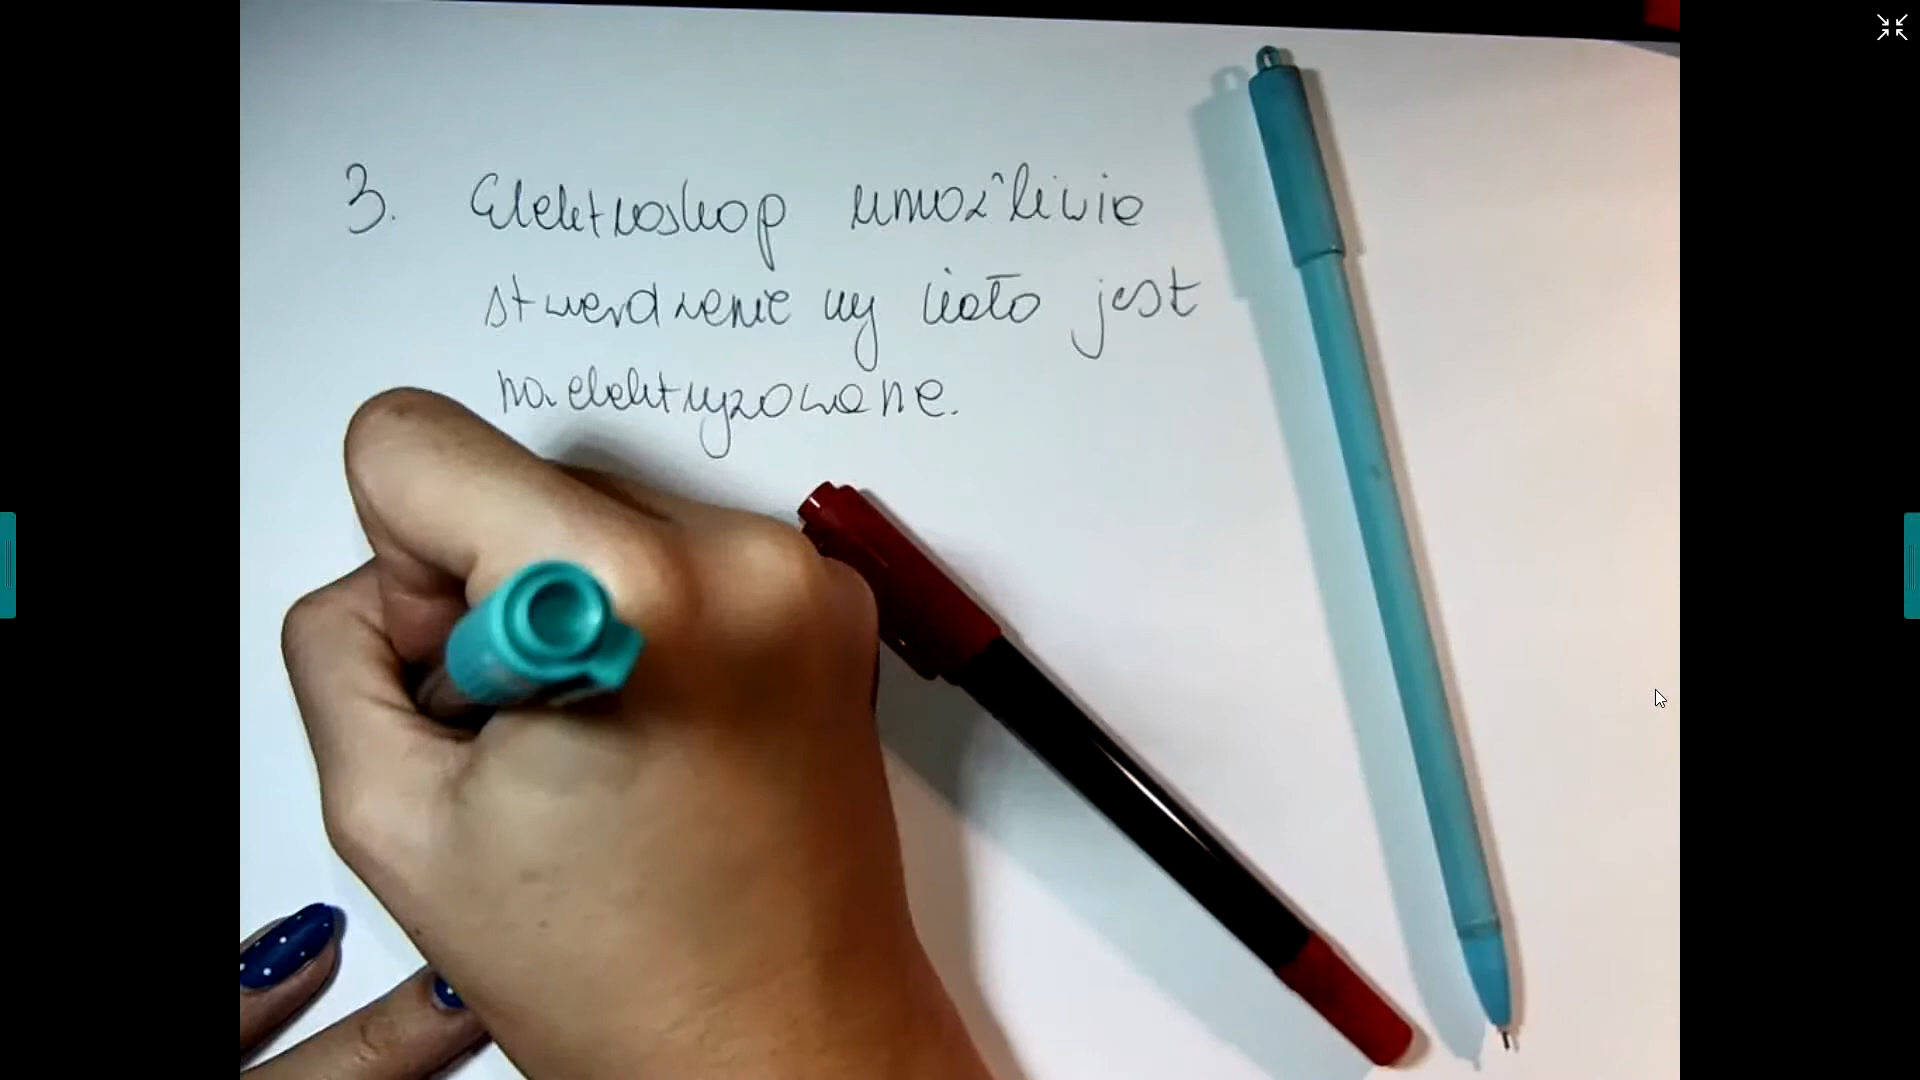 3. Elektroskop umożliwia
stwierdzenie czy ciało jest
naelektryzowane.